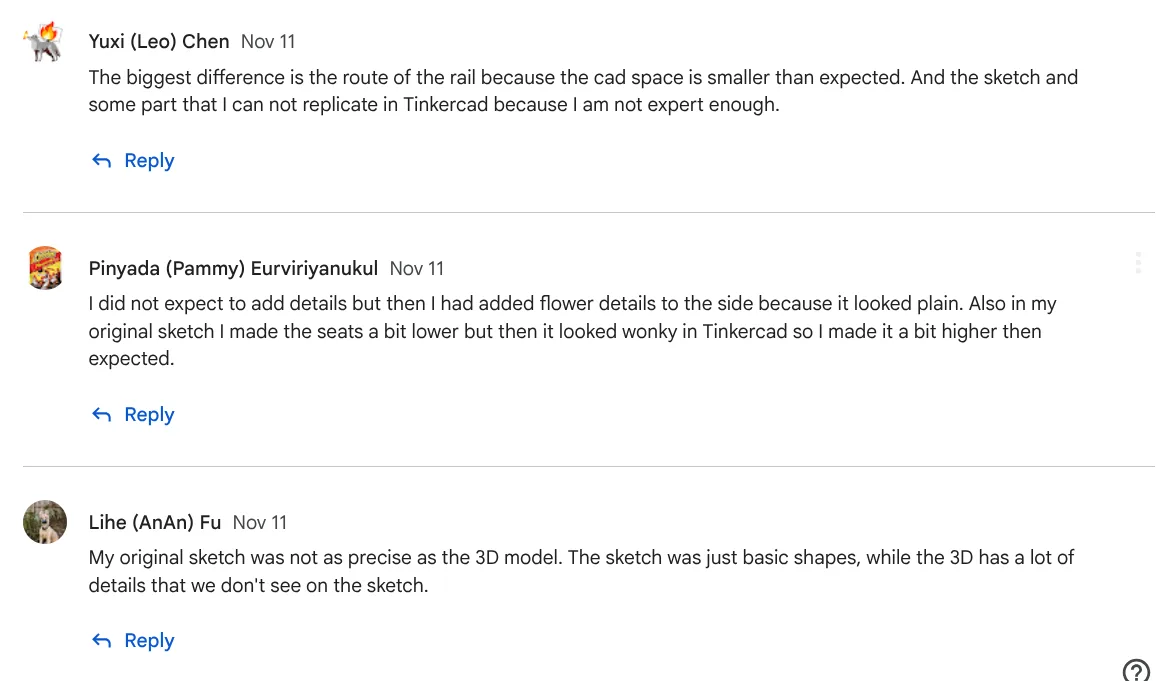 Yuxi (Leo) Chen Nov 11
The biggest difference is the route of the rail because the cad space is smaller than expected. And the sketch and
some part that I can not replicate in Tinkercad because I am not expert enough.
Reply
Pinyada (Pammy) Eurviriyanukul Nov 11
I did not expect to add details but then I had added flower details to the side because it looked plain. Also in my
original sketch I made the seats a bit lower but then it looked wonky in Tinkercad so I made it a bit higher then
expected.
Reply
Lihe (AnAn) Fu Nov 11
My original sketch was not as precise as the 3D model. The sketch was just basic shapes, while the 3D has a lot of
details that we don't see on the sketch.
Reply